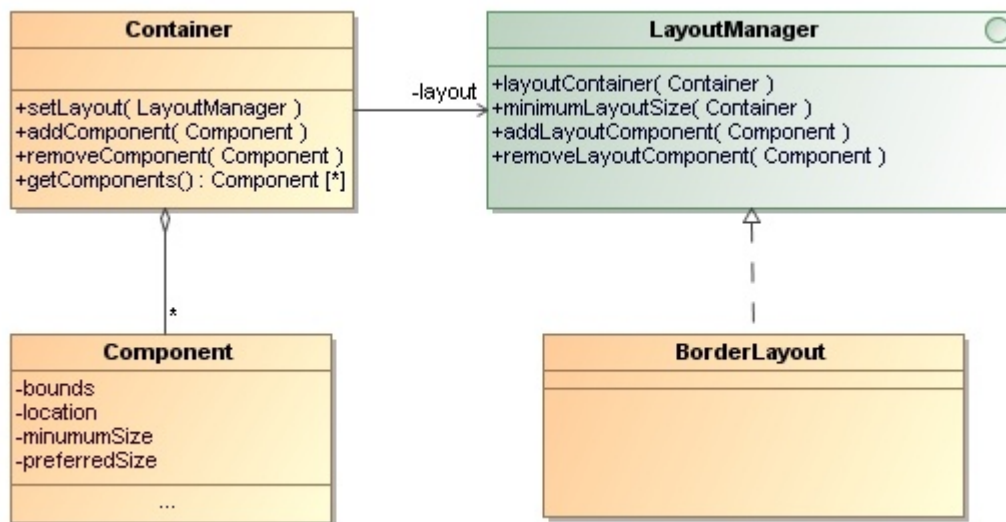 Container
+setLayout( LayoutManager )
+addComponent( Component )
+removeComponent( Component )
+getComponents() : Component [*]
-layout
LayoutManager
+layoutContainer( Container )
+minimumLayoutSize( Container )
+addLayoutComponent( Component )
+removeLayoutComponent( Component )
*
Component
-bounds
-location
-minumumSize
-preferredSize
...
BorderLayout